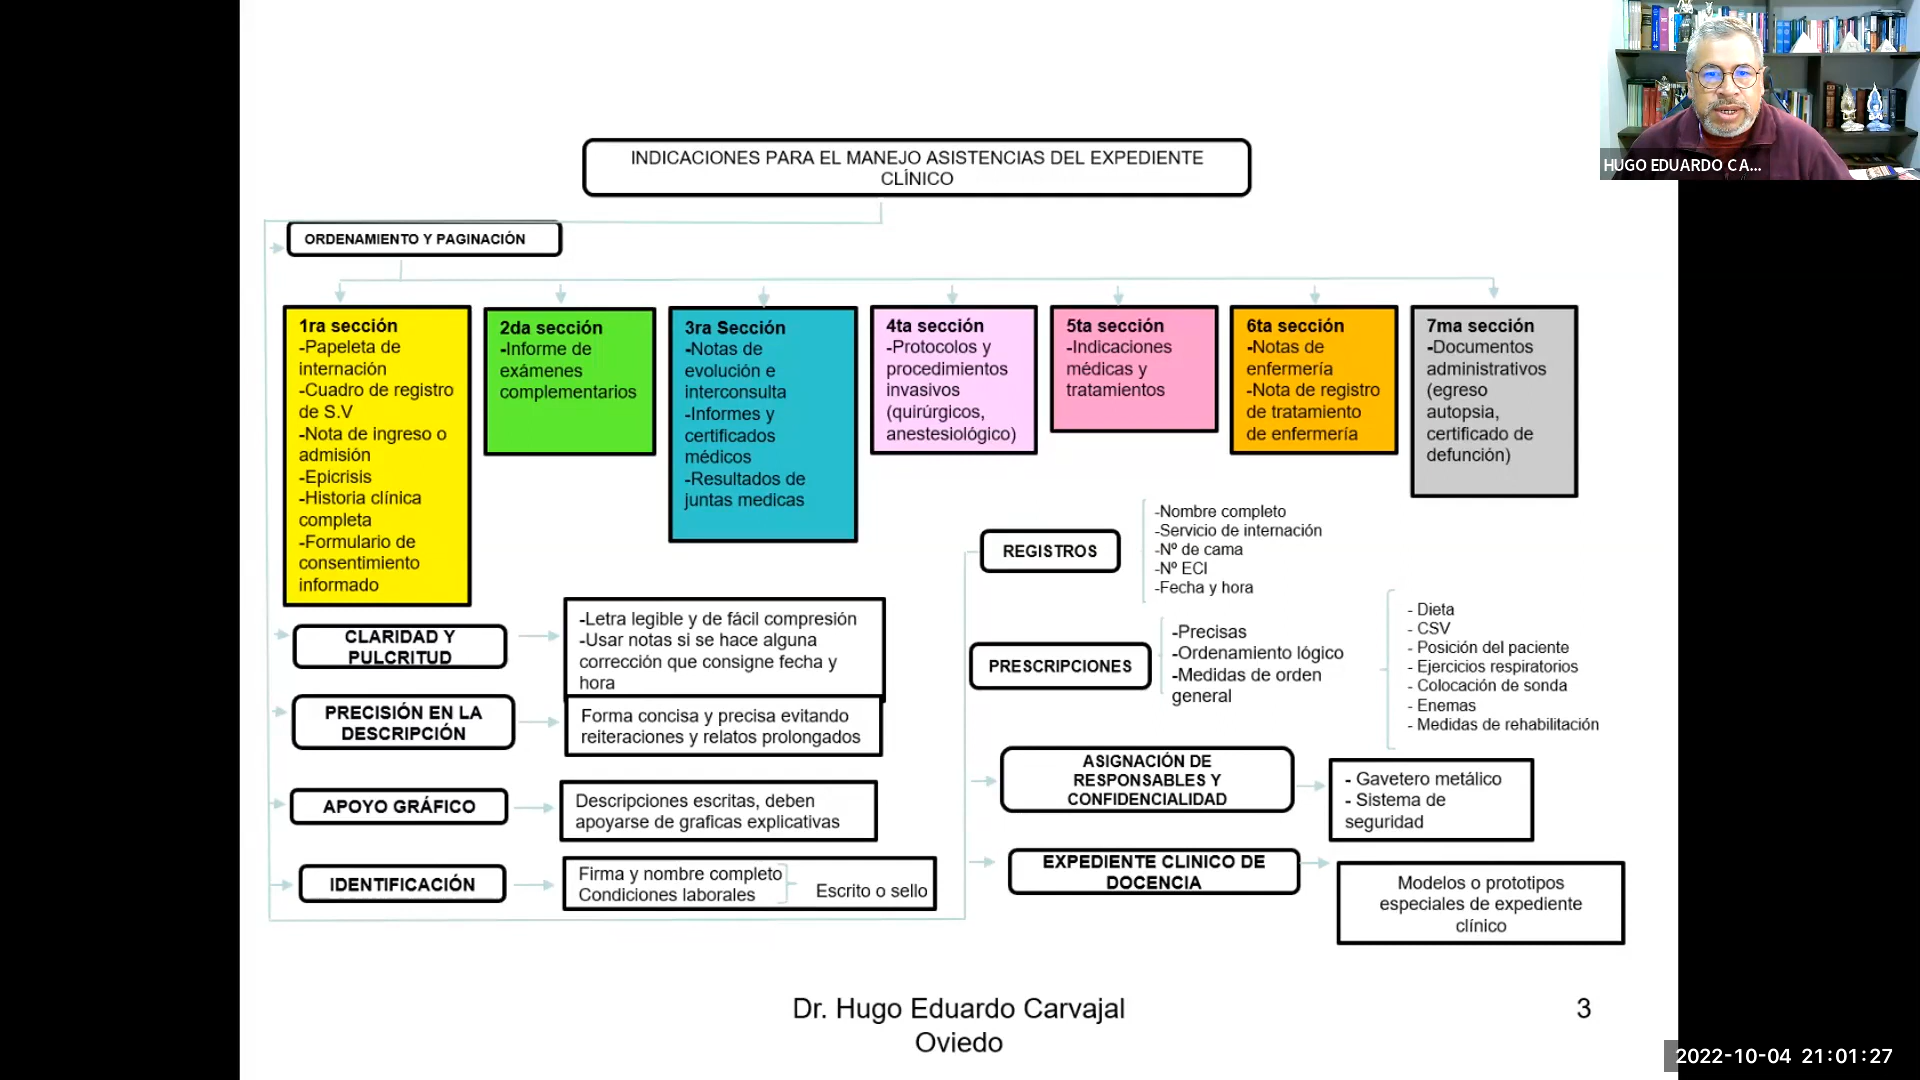 HUGO EDUARDO CA...
INDICACIONES PARA EL MANEJO ASISTENCIAS DEL EXPEDIENTE
CLÍNICO
ORDENAMIENTO Y PAGINACIÓN
1ra sección
-Papeleta de
internación
-Cuadro de registro
de S.V
-Nota de ingreso o
admisión
-Epicrisis
-Historia clínica
completa
-Formulario de
consentimiento
informado
2da sección
-Informe de
exámenes
complementarios
3ra Sección
-Notas de
evolución e
interconsulta
-Informes y
certificados
médicos
-Resultados de
juntas medicas
4ta sección
-Protocolos y
procedimientos
invasivos
(quirúrgicos,
anestesiológico)
5ta sección
-Indicaciones
médicas y
tratamientos
6ta sección
-Notas de
enfermería
-Nota de registro
de tratamiento
de enfermería
7ma sección
-Documentos
administrativos
(egreso
autopsia,
certificado de
defunción)
CLARIDAD Y
PULCRITUD
-Letra legible y de fácil compresión
-Usar notas si se hace alguna
corrección que consigne fecha y
hora
PRECISIÓN EN LA
DESCRIPCIÓN
Forma concisa y precisa evitando
reiteraciones y relatos prolongados
APOYO GRÁFICO
Descripciones escritas, deben
apoyarse de graficas explicativas
IDENTIFICACIÓN
Firma y nombre completo
Condiciones laborales
Escrito o sello
REGISTROS
-Nombre completo
-Servicio de internación
-Nº de cama
-Nº ECI
-Fecha y hora
PRESCRIPCIONES
-Precisas
-Ordenamiento lógico
-Medidas de orden
general
- Dieta
- CSV
- Posición del paciente
- Ejercicios respiratorios
- Colocación de sonda
- Enemas
- Medidas de rehabilitación
ASIGNACIÓN DE
RESPONSABLES Y
CONFIDENCIALIDAD
- Gavetero metálico
- Sistema de
seguridad
EXPEDIENTE CLINICO DE
DOCENCIA
Modelos o prototipos
especiales de expediente
clínico
Dr. Hugo Eduardo Carvajal
Oviedo
3
2022-10-04 21:01:27